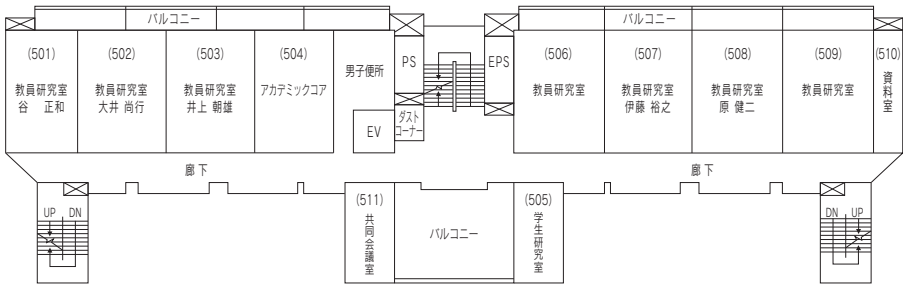 バルコニー
バルコニー
(501)
教員研究室
谷 正和
(502)
教員研究室
大井 尚行
(503)
教員研究室
井上 朝雄
(504)
アカデミックコア
男子便所
EV
PS
ダスト
コーナー
EPS
(506)
教員研究室
(507)
教員研究室
伊藤 裕之
(508)
教員研究室
原 健二
(509)
教員研究室
(510)
資料室
廊下
廊下
UP DN
(511)
共同会議室
バルコニー
(505)
学生研究室
DN UP